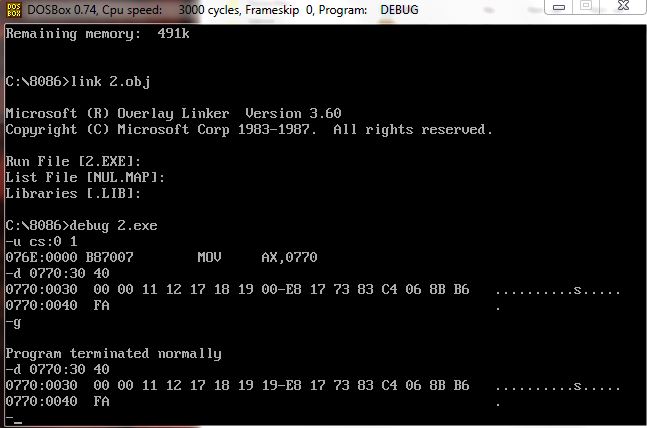 DOSBox 0.74, Cpu speed: 3000 cycles, Frameskip 0, Program: DEBUG
Remaining memory: 491k
C:\8086>link 2.obj
Microsoft (R) Overlay Linker Version 3.60
Copyright (C) Microsoft Corp 1983-1987. All rights reserved.
Run File [2.EXE]:
List File [NUL.MAP]:
Libraries [.LIB]:
C:\8086>debug 2.exe
-u cs:0 1
076E:0000 B87007 MOV AX,0770
-d 0770:30 40
0770:0030 00 00 11 12 17 18 19 00-E8 17 73 83 C4 06 8B B6 ..........s.....
0770:0040 FA .
-g
Program terminated normally
-d 0770:30 40
0770:0030 00 00 11 12 17 18 19 19-E8 17 73 83 C4 06 8B B6 ..........s.....
0770:0040 FA .
-_